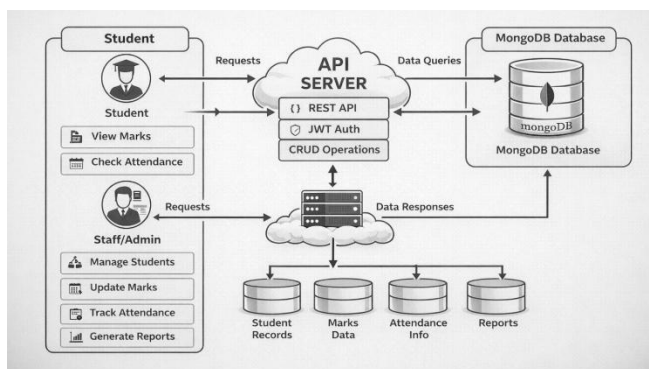 Student
Student
View Marks
Check Attendance
Staff/Admin
Manage Students
Update Marks
Track Attendance
Generate Reports
Requests
Requests
API
SERVER
{ } REST API
JWT Auth
CRUD Operations
Data Queries
Data Responses
MongoDB Database
mongoDB
MongoDB Database
Student
Records
Marks
Data
Attendance
Info
Reports